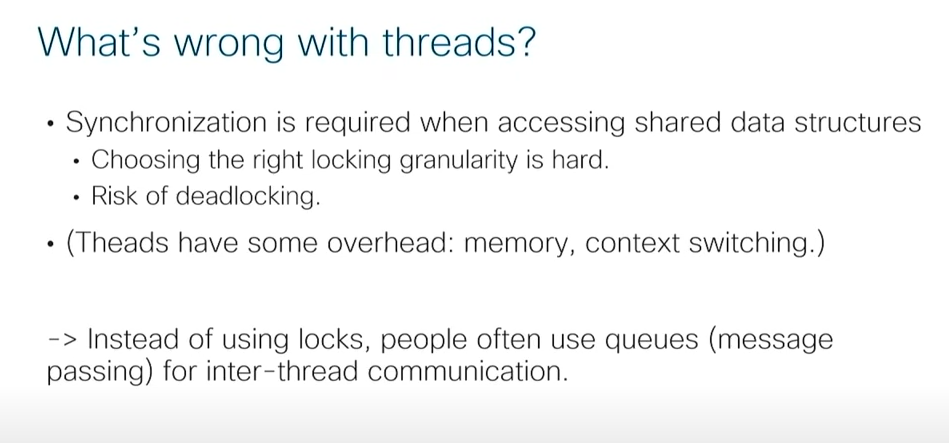 What's wrong with threads?
• Synchronization is required when accessing shared data structures
• Choosing the right locking granularity is hard.
• Risk of deadlocking.
• (Theads have some overhead: memory, context switching.)
-> Instead of using locks, people often use queues (message
passing) for inter-thread communication.